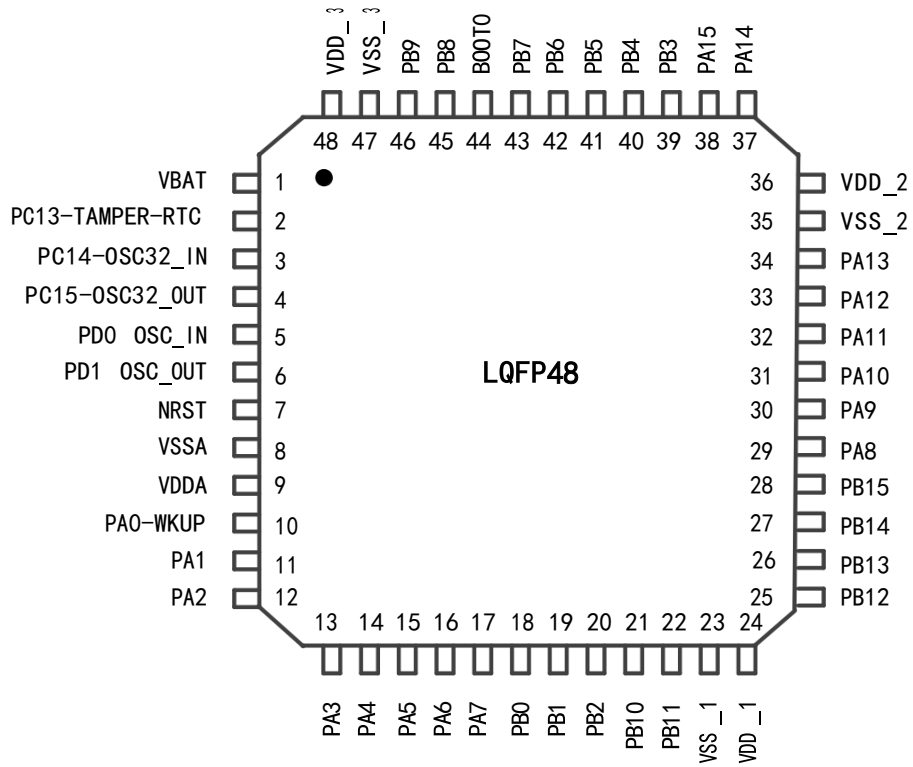 VDD_3 VSS_3 PB9 PB8 BOOT0 PB7 PB6 PB5 PB4 PB3 PA15 PA14
48 47 46 45 44 43 42 41 40 39 38 37
VBAT 1 36 VDD_2
PC13-TAMPER-RTC 2 35 VSS_2
PC14-OSC32_IN 3 34 PA13
PC15-OSC32_OUT 4 33 PA12
PD0 OSC_IN 5 32 PA11
PD1 OSC_OUT 6 LQFP48 31 PA10
NRST 7 30 PA9
VSSA 8 29 PA8
VDDA 9 28 PB15
PA0-WKUP 10 27 PB14
PA1 11 26 PB13
PA2 12 25 PB12
13 14 15 16 17 18 19 20 21 22 23 24
PA3 PA4 PA5 PA6 PA7 PB0 PB1 PB2 PB10 PB11 VSS_1 VDD_1